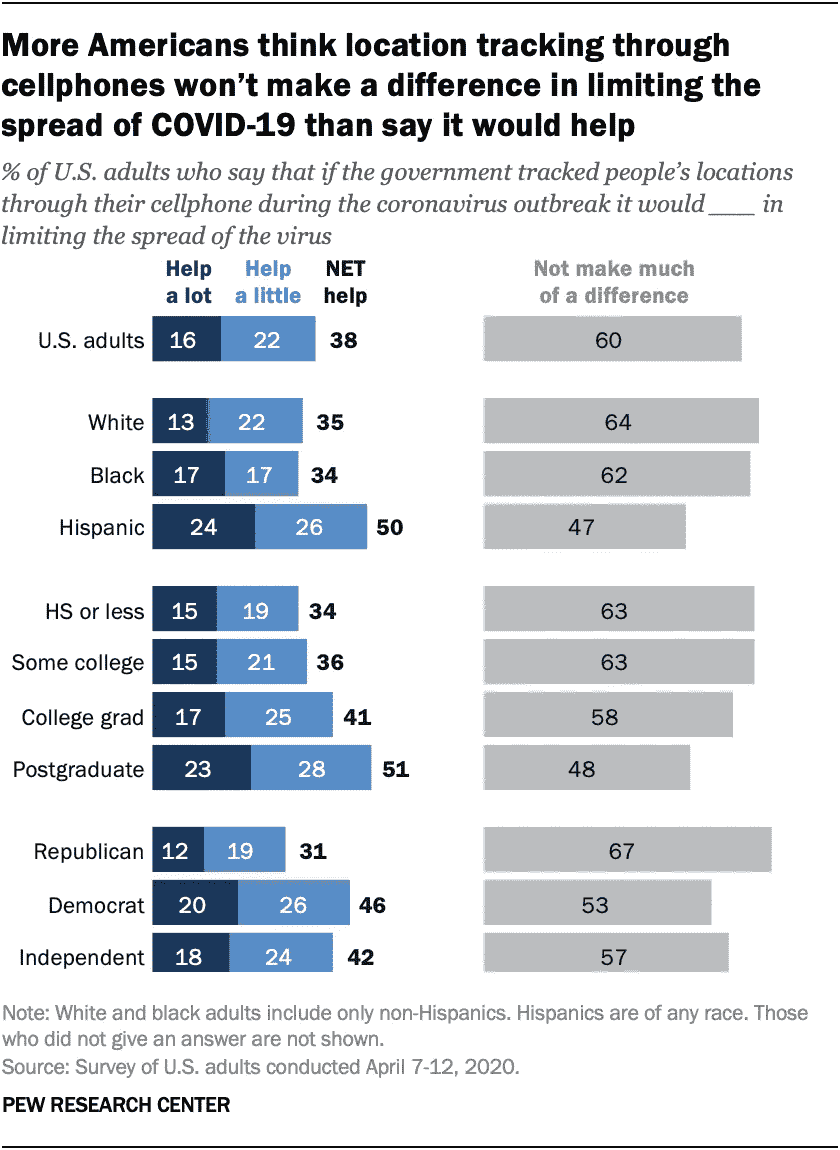 More Americans think location tracking through
cellphones won’t make a difference in limiting the
spread of COVID-19 than say it would help
% of U.S. adults who say that if the government tracked people’s locations
through their cellphone during the coronavirus outbreak it would ____ in
limiting the spread of the virus
Help Help NET Not make much
a lot a little help of a difference
U.S. adults 16 22 38 60
White 13 22 35 64
Black 17 17 34 62
Hispanic 24 26 50 47
HS or less 15 19 34 63
Some college 15 21 36 63
College grad 17 25 41 58
Postgraduate 23 28 51 48
Republican 12 19 31 67
Democrat 20 26 46 53
Independent 18 24 42 57
Note: White and black adults include only non-Hispanics. Hispanics are of any race. Those
who did not give an answer are not shown.
Source: Survey of U.S. adults conducted April 7-12, 2020.
PEW RESEARCH CENTER